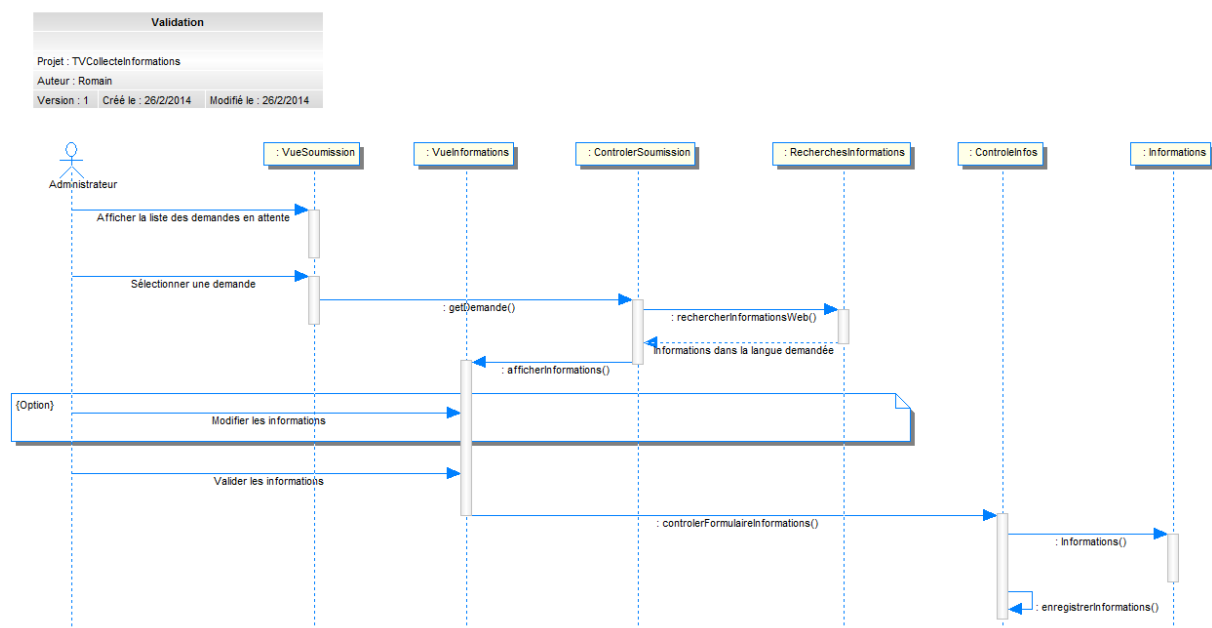 Validation
Projet : TVCollecteInformations
Auteur : Romain
Version : 1 Créé le : 26/2/2014 Modifié le : 26/2/2014
Administrateur
: VueSoumission
: VueInformations
: ControlerSoumission
: RecherchesInformations
: ControleInfos
: Informations
Afficher la liste des demandes en attente
Sélectionner une demande
: getDemande()
: rechercherInformationsWeb()
Informations dans la langue demandée
: afficherInformations()
{Option}
Modifier les informations
Valider les informations
: controlerFormulaireInformations()
: Informations()
: enregistrerInformations()